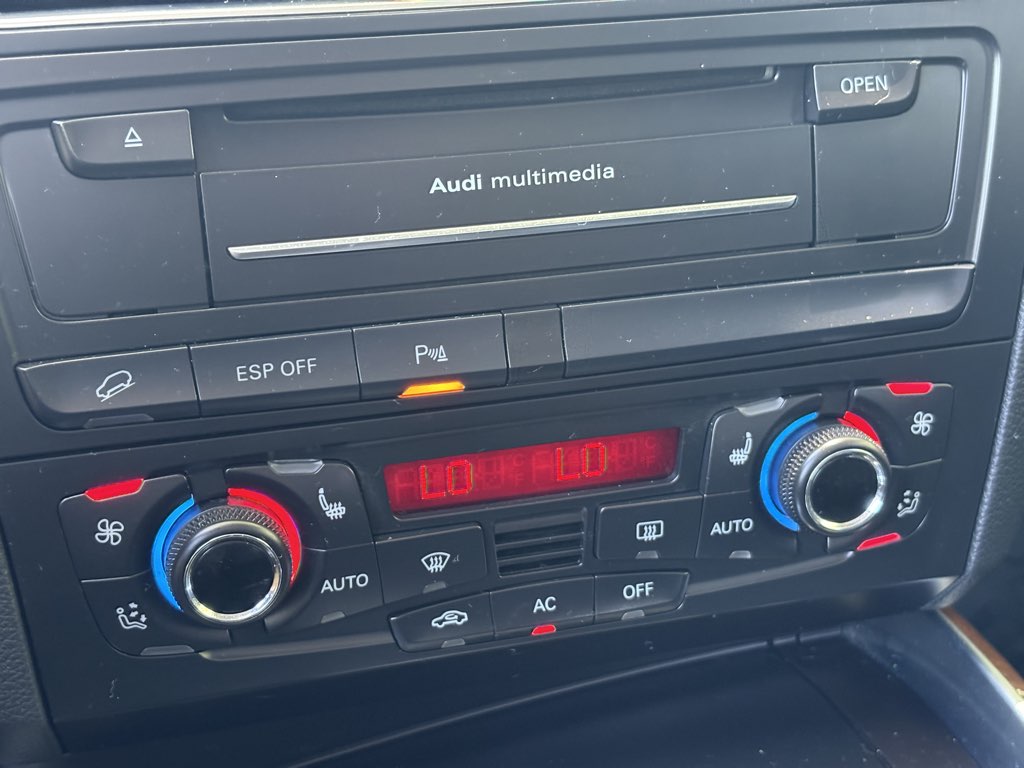 OPEN
Audi multimedia
ESP OFF
P
LO LO
AUTO
AUTO
AC
OFF